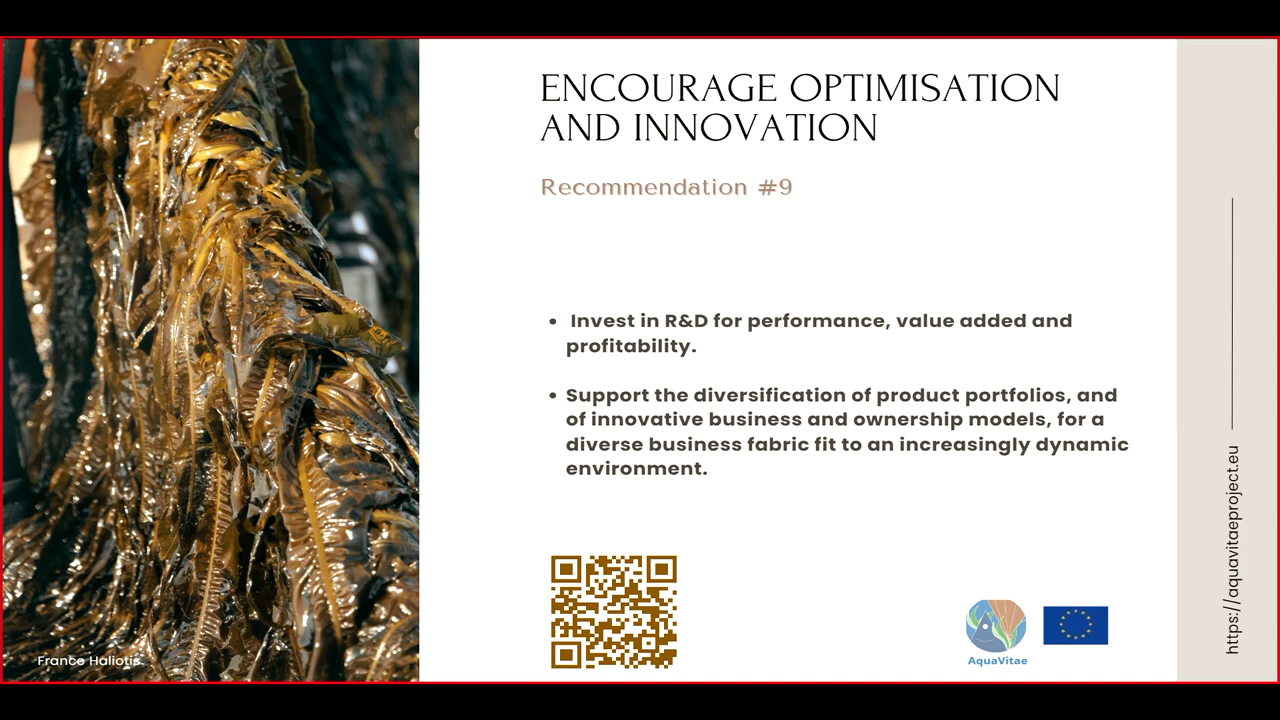 ENCOURAGE OPTIMISATION
AND INNOVATION
Recommendation #9
• Invest in R&D for performance, value added and
profitability.
• Support the diversification of product portfolios, and
of innovative business and ownership models, for a
diverse business fabric fit to an increasingly dynamic
environment.
France Haliotis
AquaVitae
https://aquavitaeproject.eu